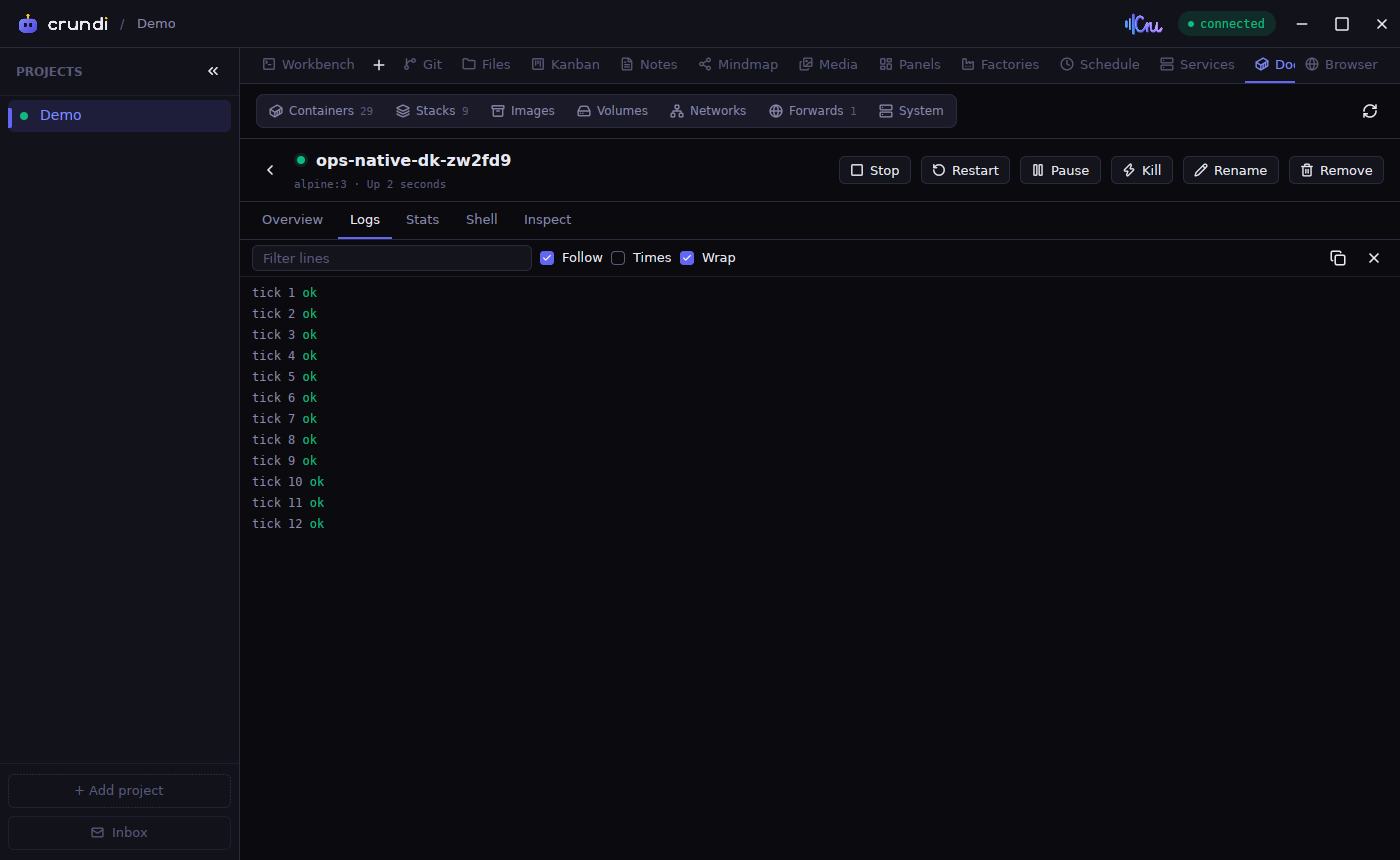 crundi / Demo
connected
PROJECTS
Workbench Git Files Kanban Notes Mindmap Media Panels Factories Schedule Services Browser
Demo
Containers 29 Stacks 9 Images Volumes Networks Forwards 1 System
ops-native-dk-zw2fd9
alpine:3 · Up 2 seconds
Stop Restart Pause Kill Rename Remove
Overview Logs Stats Shell Inspect
Filter lines Follow Times Wrap
tick 1 ok
tick 2 ok
tick 3 ok
tick 4 ok
tick 5 ok
tick 6 ok
tick 7 ok
tick 8 ok
tick 9 ok
tick 10 ok
tick 11 ok
tick 12 ok
+ Add project
Inbox